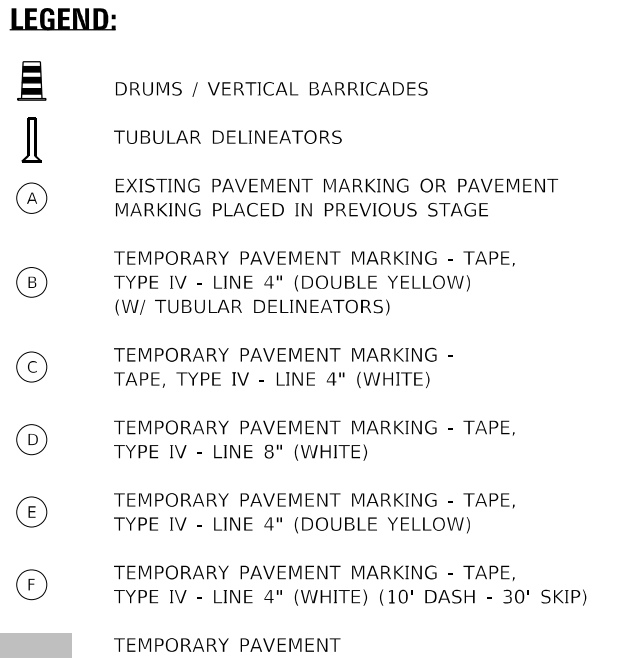 LEGEND:
DRUMS / VERTICAL BARRICADES
TUBULAR DELINEATORS
A
EXISTING PAVEMENT MARKING OR PAVEMENT
MARKING PLACED IN PREVIOUS STAGE
B
TEMPORARY PAVEMENT MARKING - TAPE,
TYPE IV - LINE 4" (DOUBLE YELLOW)
(W/ TUBULAR DELINEATORS)
C
TEMPORARY PAVEMENT MARKING -
TAPE, TYPE IV - LINE 4" (WHITE)
D
TEMPORARY PAVEMENT MARKING - TAPE,
TYPE IV - LINE 8" (WHITE)
E
TEMPORARY PAVEMENT MARKING - TAPE,
TYPE IV - LINE 4" (DOUBLE YELLOW)
F
TEMPORARY PAVEMENT MARKING - TAPE,
TYPE IV - LINE 4" (WHITE) (10' DASH - 30' SKIP)
TEMPORARY PAVEMENT